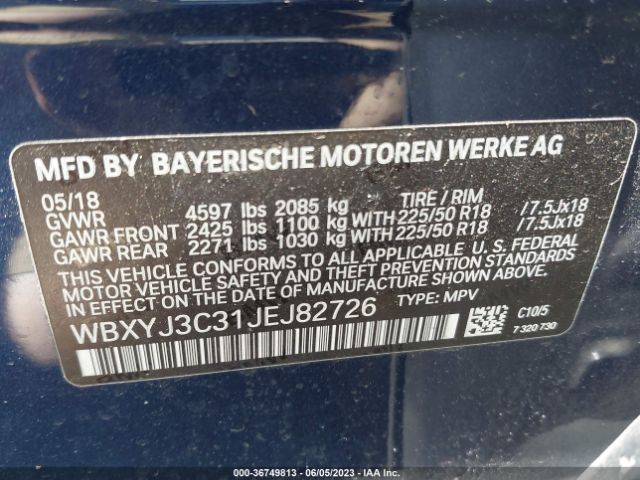 MFD BY BAYERISCHE MOTOREN WERKE AG
05/18 TIRE / RIM
GVWR 4597 lbs 2085 kg
GAWR FRONT 2425 lbs 1100 kg WITH 225/50 R18 /7.5Jx18
GAWR REAR 2271 lbs 1030 kg WITH 225/50 R18 /7.5Jx18
THIS VEHICLE CONFORMS TO ALL APPLICABLE U. S. FEDERAL
MOTOR VEHICLE SAFETY, BUMPER, AND THEFT PREVENTION
STANDARDS IN EFFECT ON THE DATE OF MANUFACTURE SHOWN ABOVE.
WBXYJ3C31JEJ82726 TYPE: MPV
C10/5
7 320 730
000-36749813 - 06/05/2023 - IAA Inc.